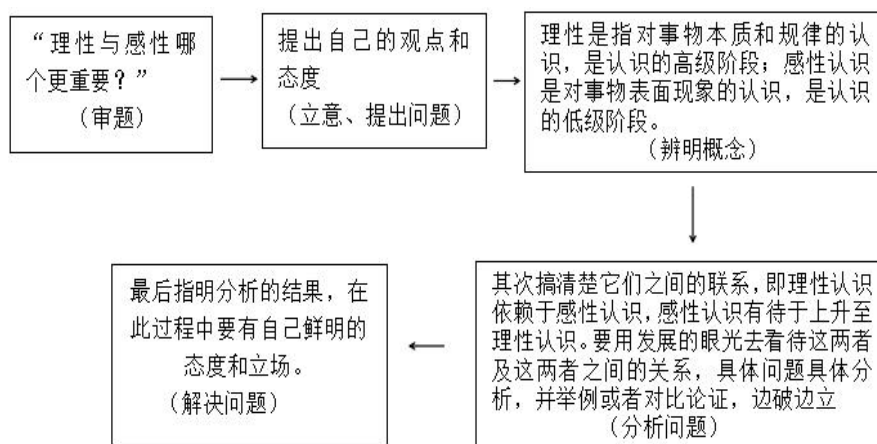 “理性与感性哪
个更重要？”
（审题）
提出自己的观点和
态度
（立意、提出问题）
理性是指对事物本质和规律的认
识，是认识的高级阶段；感性认识
是对事物表面现象的认识，是认识
的低级阶段。
（辨明概念）
其次搞清楚它们之间的联系，即理性认识
依赖于感性认识，感性认识有待于上升至
理性认识。要用发展的眼光去看待这两者
及这两者之间的关系，具体问题具体分
析，并举例或者对比论证，边破边立
（分析问题）
最后指明分析的结果，在
此过程中要有自己鲜明的
态度和立场。
（解决问题）